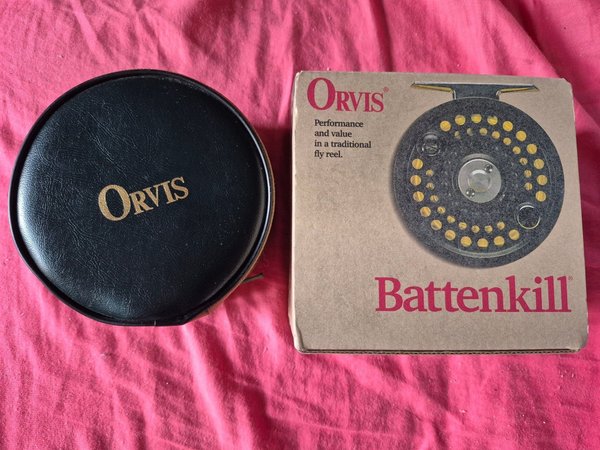 ORVIS
ORVIS®
Performance
and value
in a traditional
fly reel.
Battenkill®